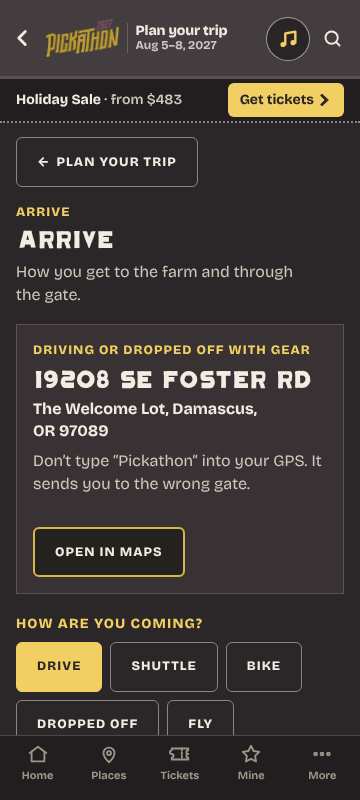 PICKATHON
Plan your trip
Aug 5–8, 2027
Holiday Sale · from $483
Get tickets
← PLAN YOUR TRIP
ARRIVE
ARRIVE
How you get to the farm and through
the gate.
DRIVING OR DROPPED OFF WITH GEAR
19208 SE FOSTER RD
The Welcome Lot, Damascus,
OR 97089
Don’t type “Pickathon” into your GPS. It
sends you to the wrong gate.
OPEN IN MAPS
HOW ARE YOU COMING?
DRIVE
SHUTTLE
BIKE
DROPPED OFF
FLY
Home
Places
Tickets
Mine
More